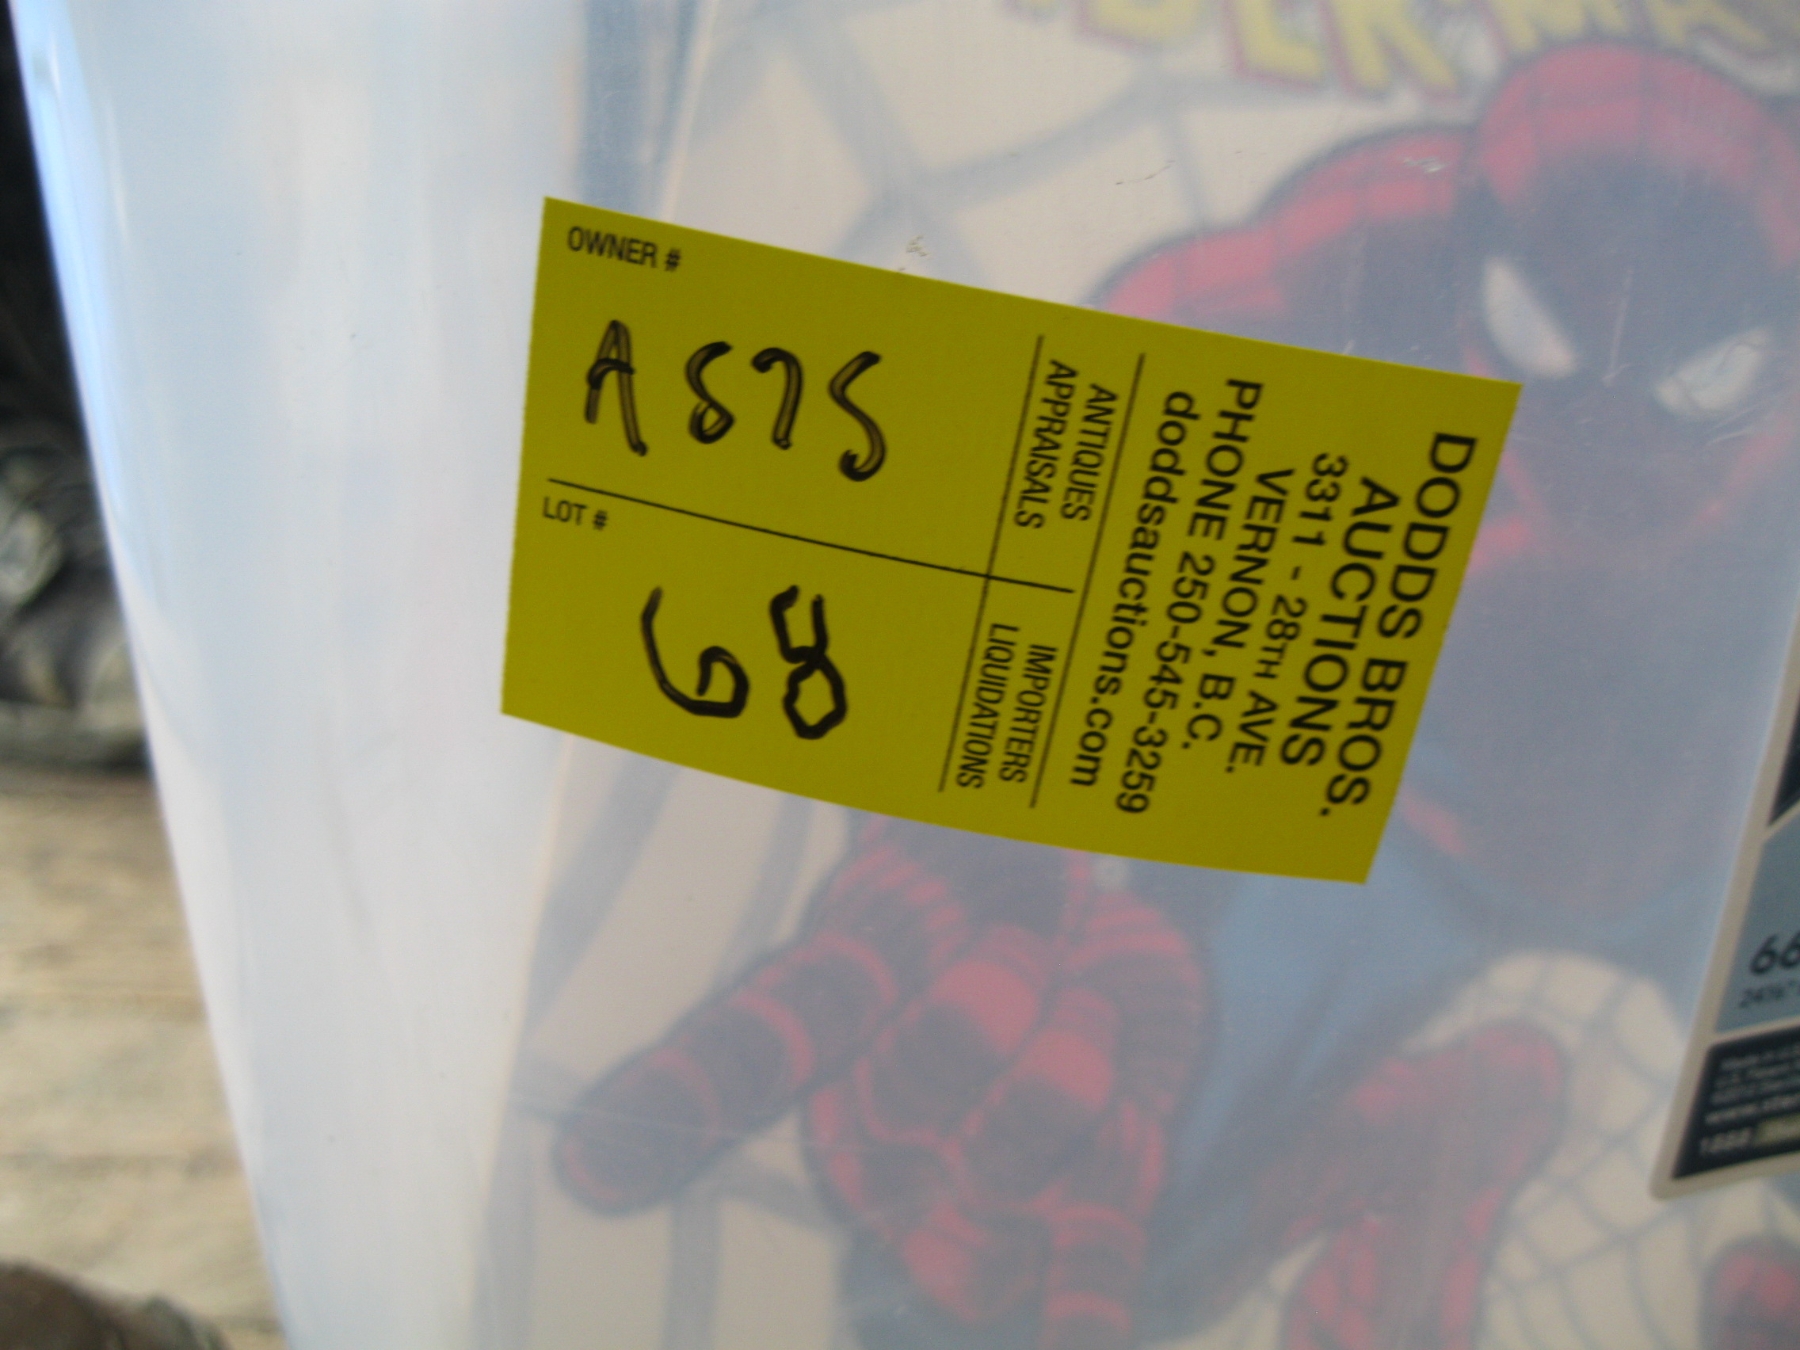 DODDS BROS.
AUCTIONS
3311 - 28TH AVE.
VERNON, B.C.
PHONE 250-545-3259
doddsauctions.com
ANTIQUES
APPRAISALS
IMPORTERS
LIQUIDATIONS
OWNER #
A875
LOT #
68
66